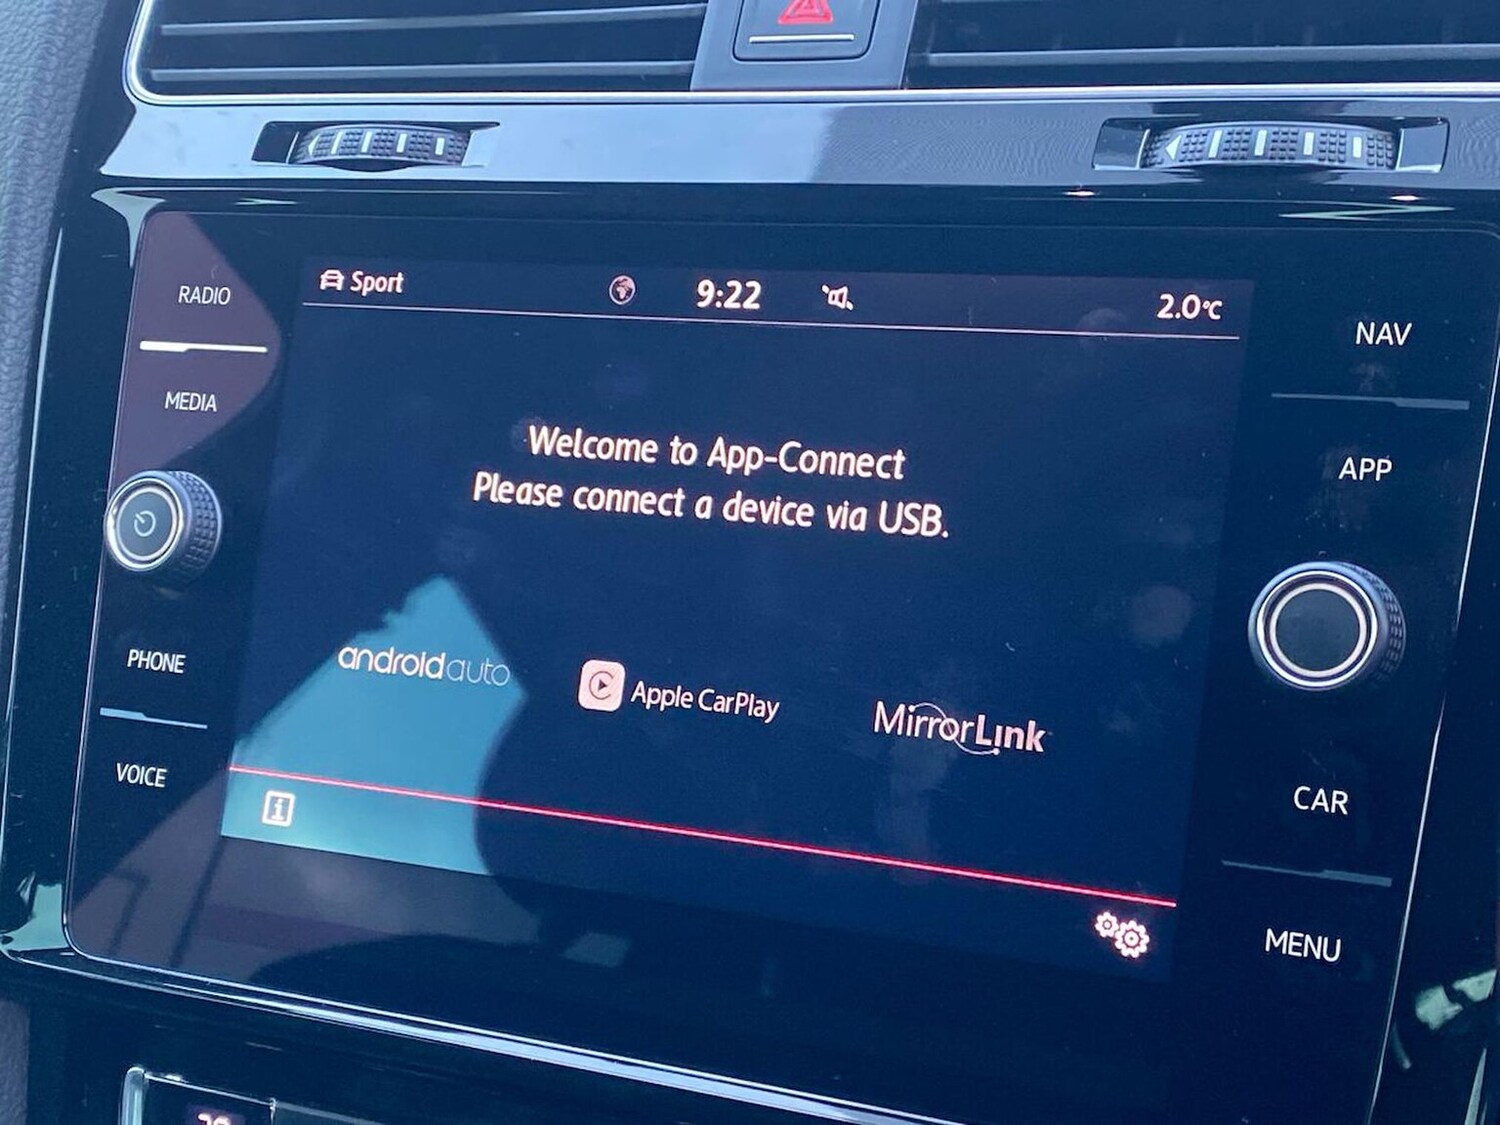 Sport
9:22
2.0°C
RADIO
MEDIA
PHONE
VOICE
Welcome to App-Connect
Please connect a device via USB.
androidauto
Apple CarPlay
MirrorLink
i
NAV
APP
CAR
MENU